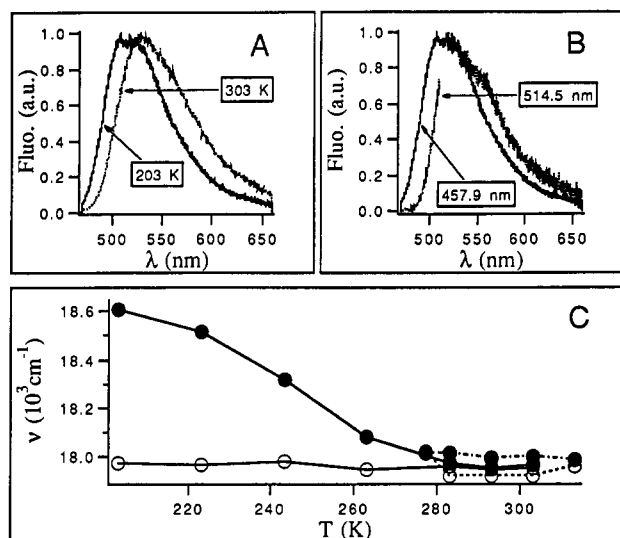 A
Fluo. (a.u.)
1.0
0.8
0.6
0.4
0.2
0.0
303 K
203 K
500 550 600 650
λ (nm)
B
Fluo. (a.u.)
1.0
0.8
0.6
0.4
0.2
0.0
514.5 nm
457.9 nm
500 550 600 650
λ (nm)
C
ν (10³cm⁻¹)
18.6
18.4
18.2
18.0
220 240 260 280 300
T (K)